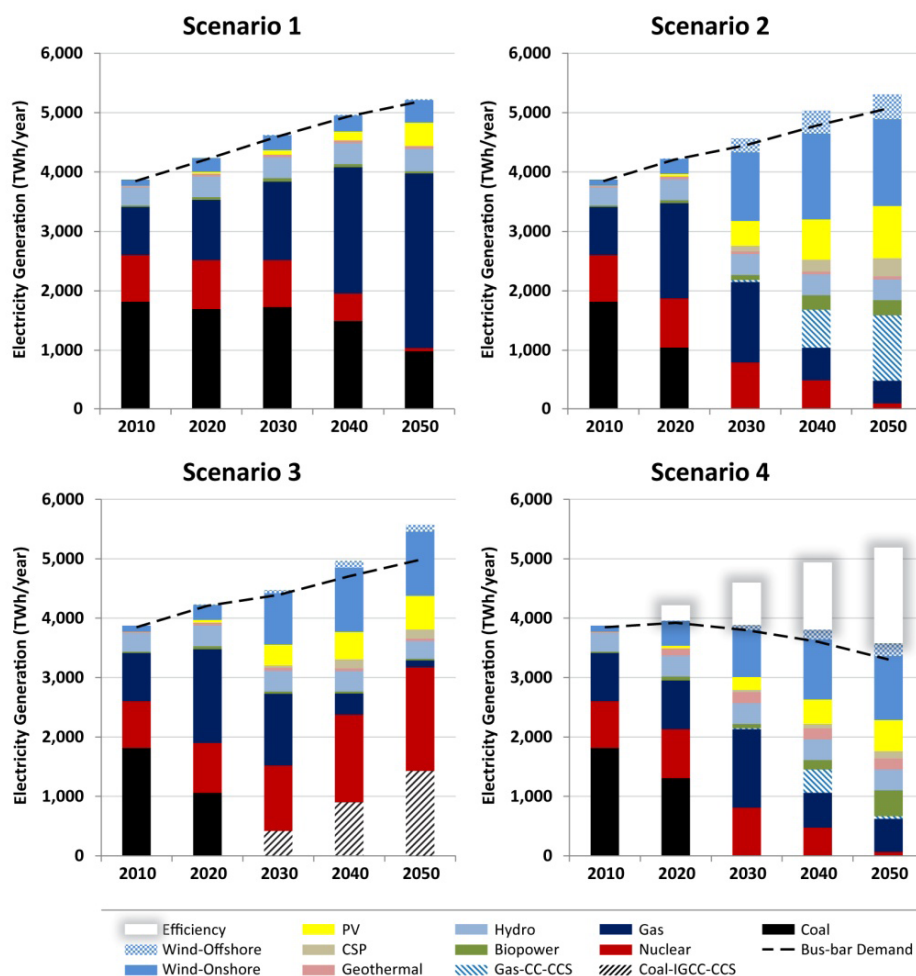 Scenario 1
Electricity Generation (TWh/year)
6,000
5,000
4,000
3,000
2,000
1,000
0
2010 2020 2030 2040 2050
Scenario 2
Electricity Generation (TWh/year)
6,000
5,000
4,000
3,000
2,000
1,000
0
2010 2020 2030 2040 2050
Scenario 3
Electricity Generation (TWh/year)
6,000
5,000
4,000
3,000
2,000
1,000
0
2010 2020 2030 2040 2050
Scenario 4
Electricity Generation (TWh/year)
6,000
5,000
4,000
3,000
2,000
1,000
0
2010 2020 2030 2040 2050
Efficiency PV Hydro Gas Coal
Wind-Offshore CSP Biopower Nuclear Bus-bar Demand
Wind-Onshore Geothermal Gas-CC-CCS Coal-IGCC-CCS